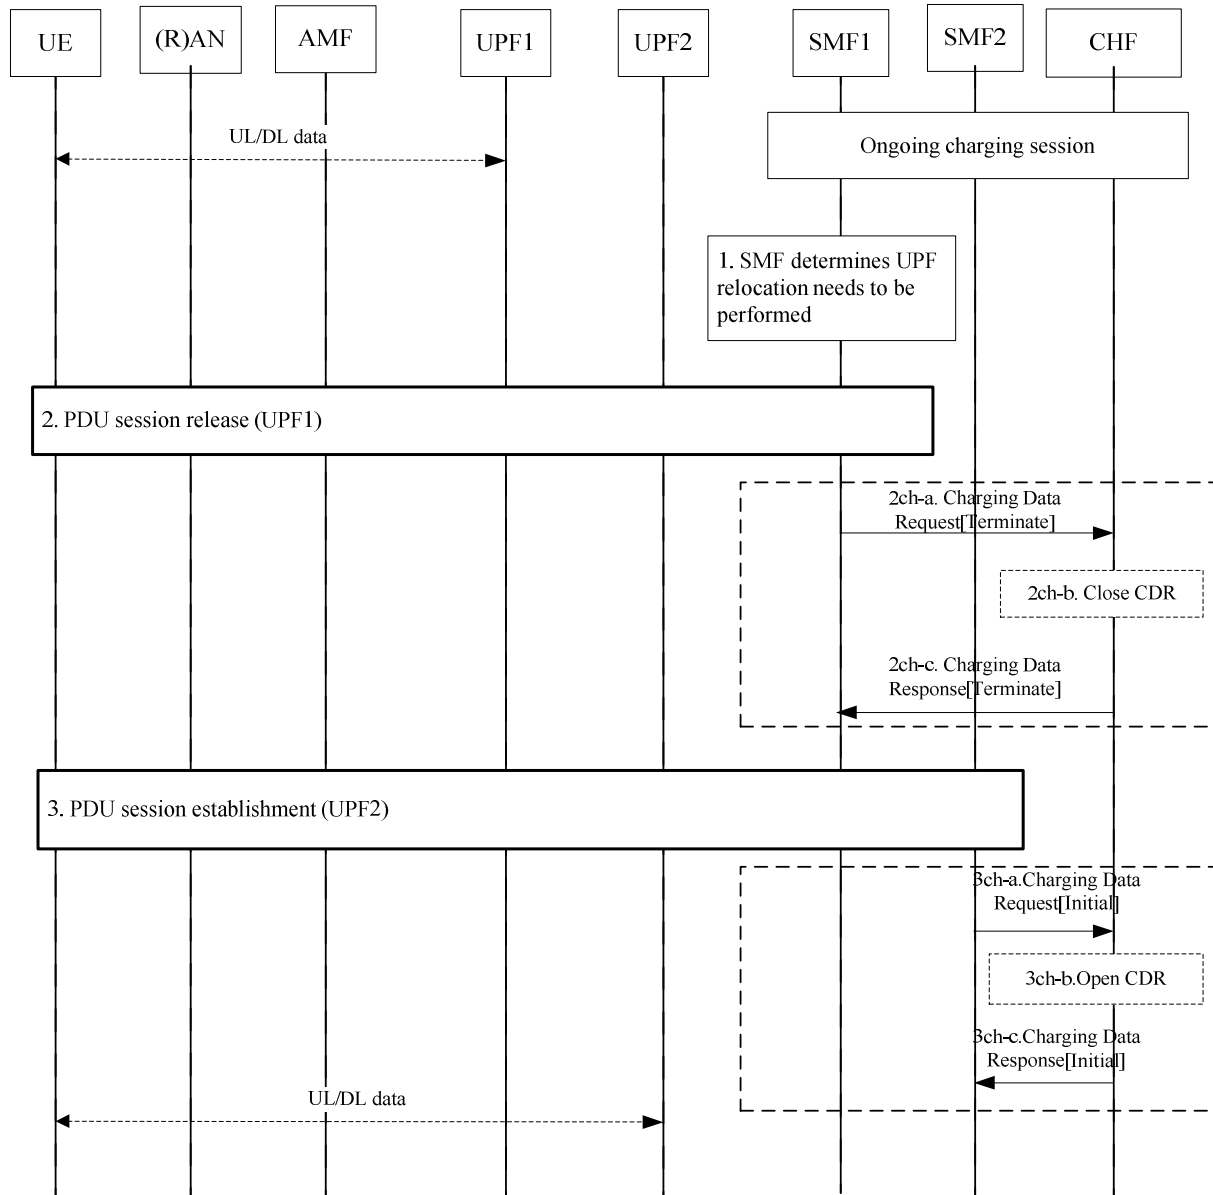 UE
(R)AN
AMF
UPF1
UPF2
SMF1
SMF2
CHF
UL/DL data
Ongoing charging session
1. SMF determines UPF
relocation needs to be
performed
2. PDU session release (UPF1)
2ch-a. Charging Data
Request[Terminate]
2ch-b. Close CDR
2ch-c. Charging Data
Response[Terminate]
3. PDU session establishment (UPF2)
3ch-a.Charging Data
Request[Initial]
3ch-b.Open CDR
3ch-c.Charging Data
Response[Initial]
UL/DL data